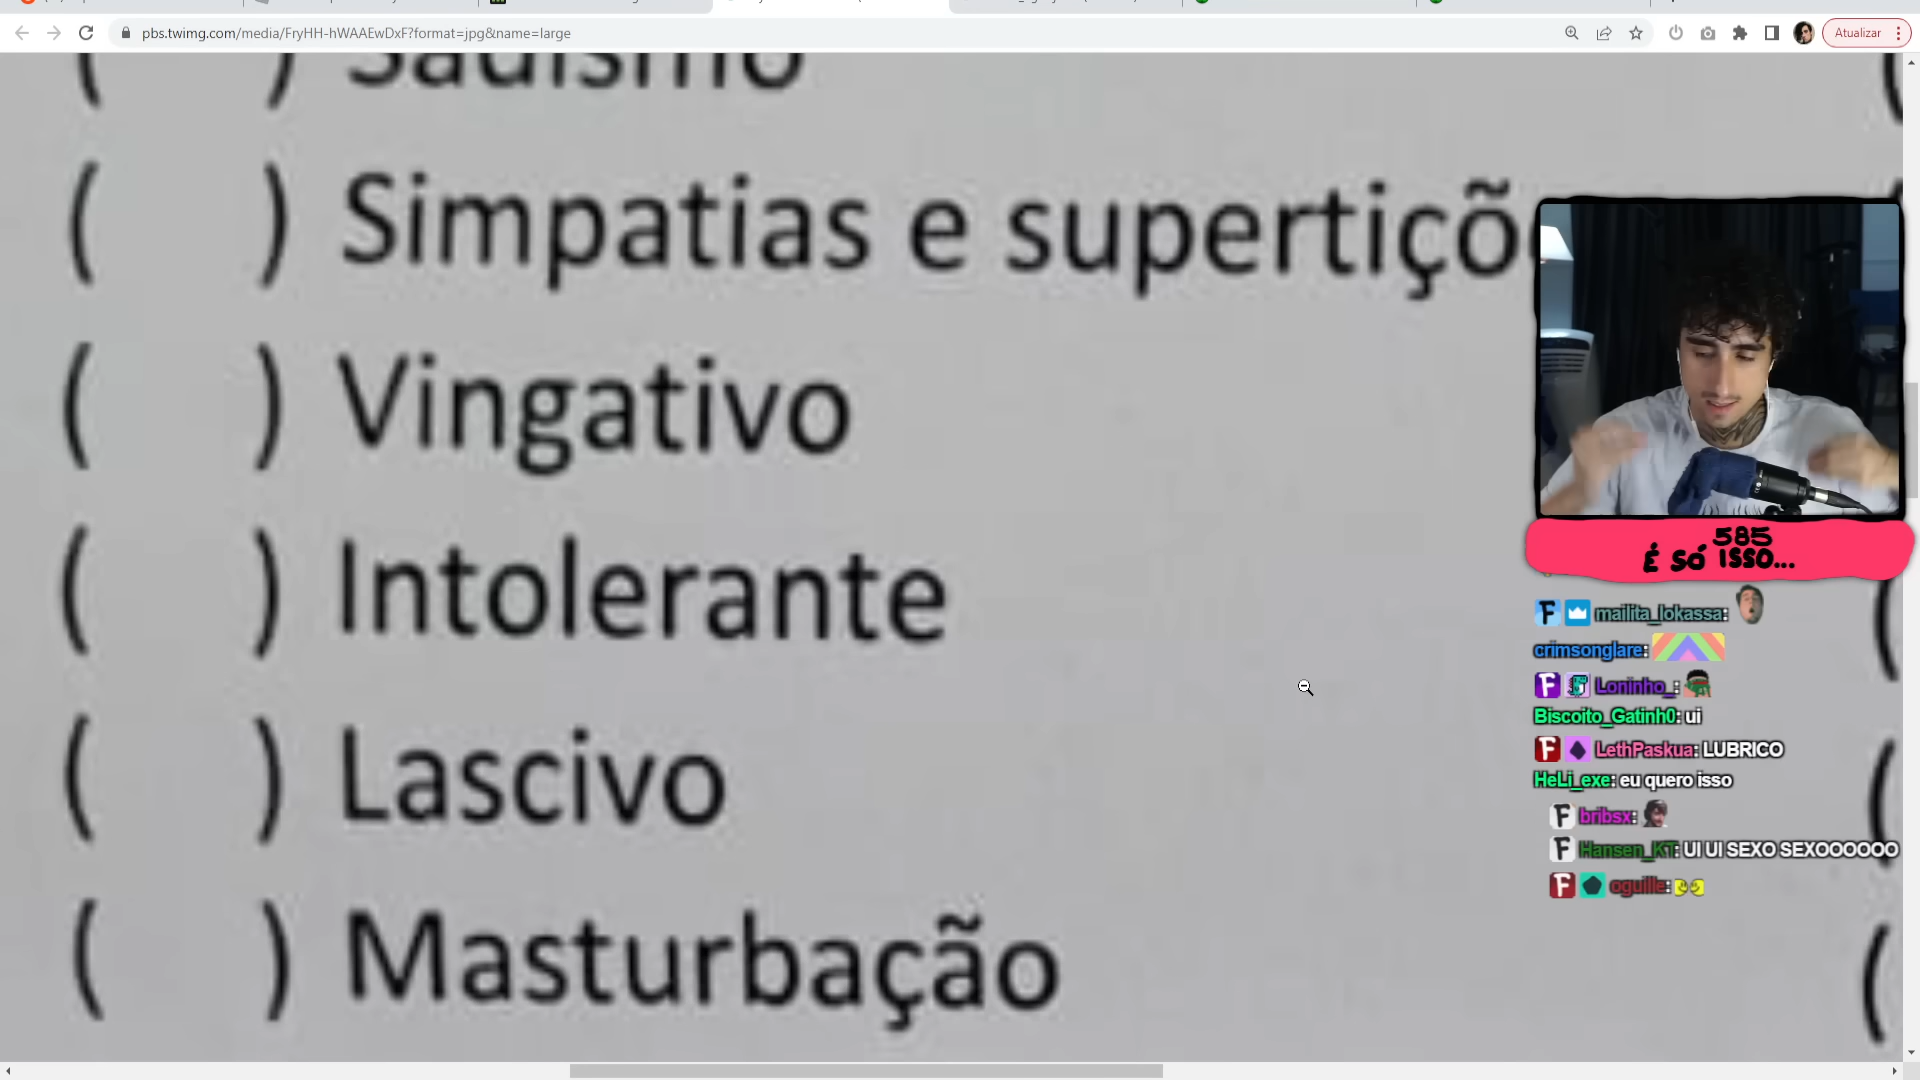 pbs.twimg.com/media/FryHH-hWAAEwDxF?format=jpg&name=large
Atualizar
( ) Sadismo
( ) Simpatias e supertiçõ
( ) Vingativo
( ) Intolerante
( ) Lascivo
( ) Masturbação
585
É SÓ ISSO...
mailita_lokassa:
crimsonglare:
Loninho_:
Biscoito_Gatinh0: ui
LethPaskua: LUBRICO
HeLi_exe: eu quero isso
bribsx:
Hansen_KT: UI UI SEXO SEXOOOOOO
oguille: